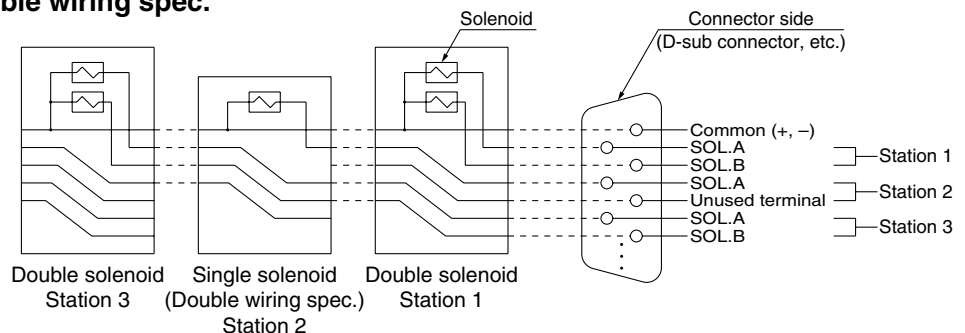 ble wiring spec.
Solenoid
Connector side
(D-sub connector, etc.)
Common (+, –)
SOL.A
SOL.B
SOL.A
Unused terminal
SOL.A
SOL.B
Station 1
Station 2
Station 3
Double solenoid
Station 3
Single solenoid
(Double wiring spec.)
Station 2
Double solenoid
Station 1